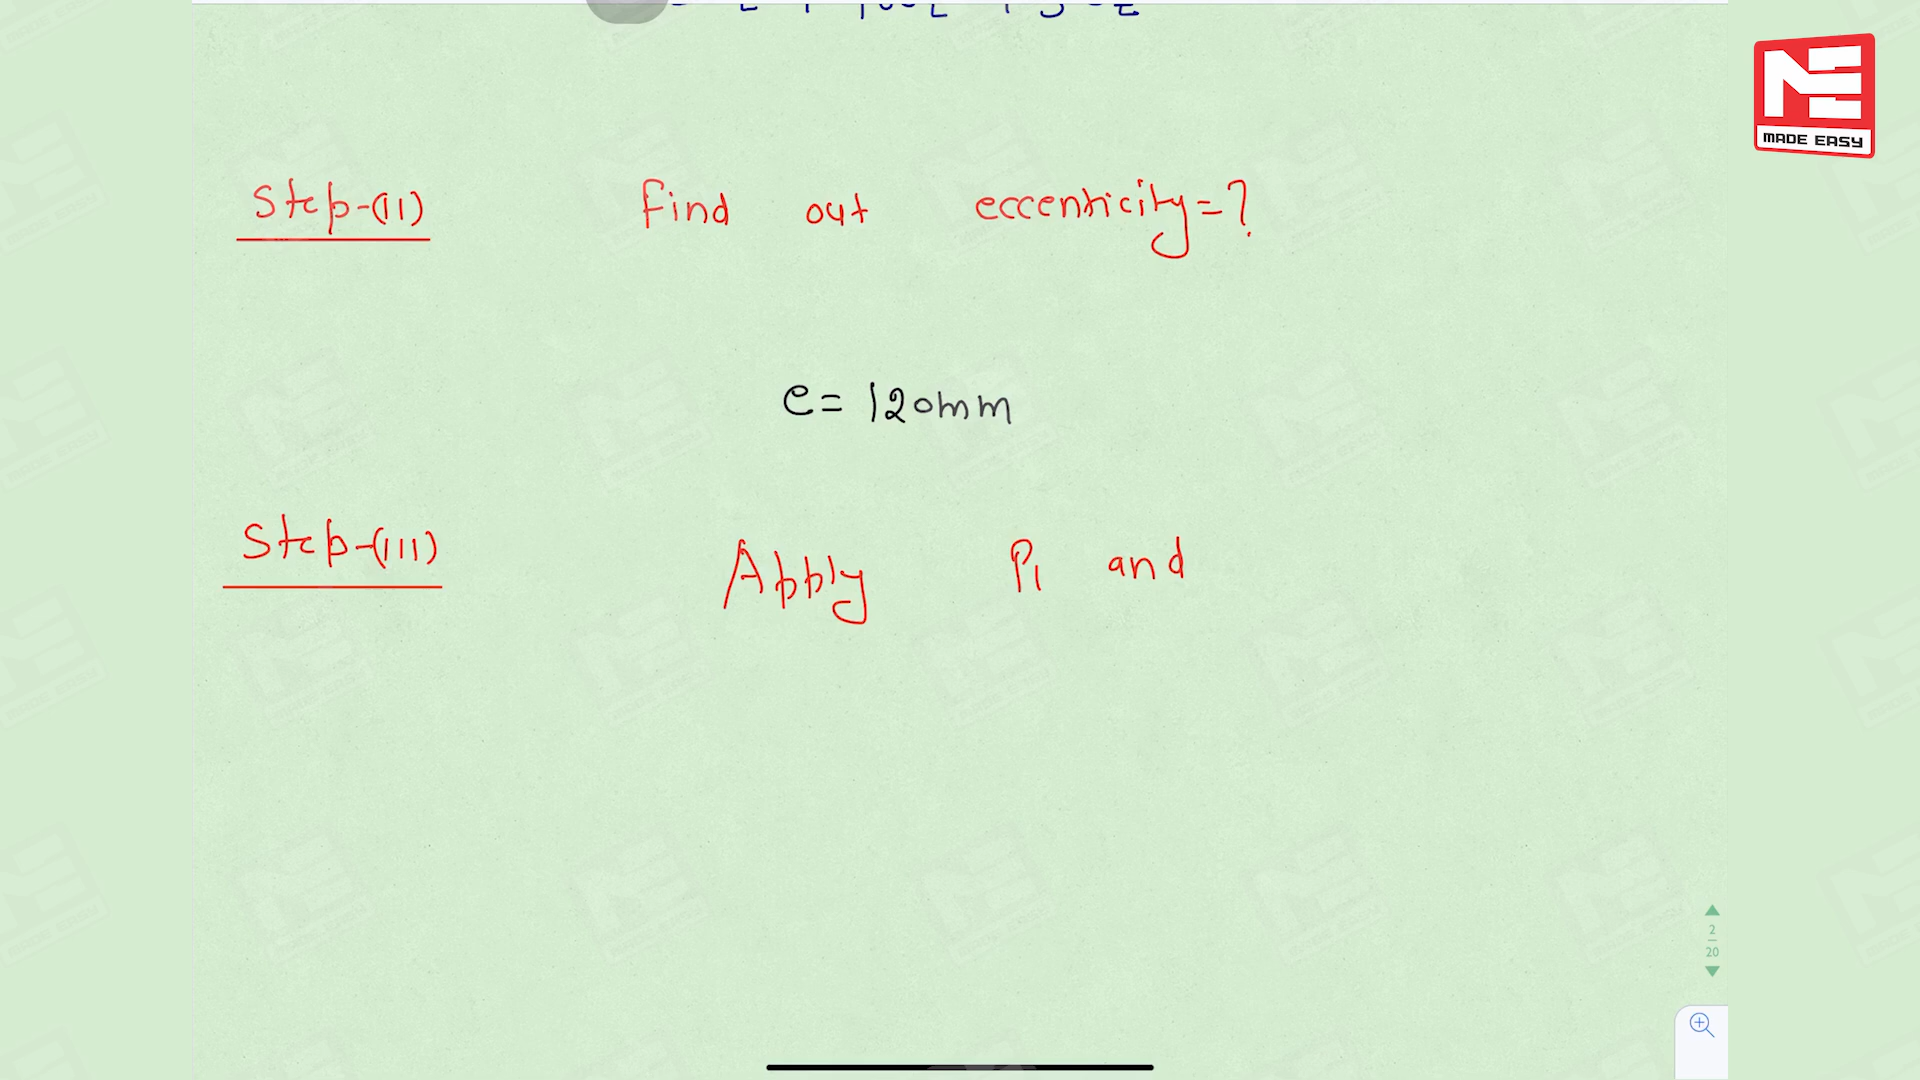 Step-(II) Find out eccentricity=?
e= 120mm
Step-(III) Apply P1 and
MADE EASY
2
20